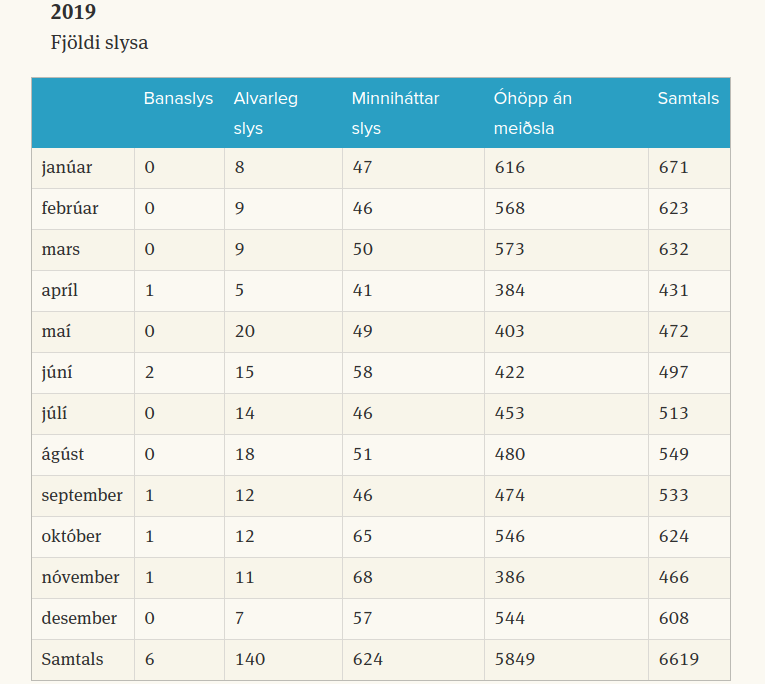 2019
Fjöldi slysa
Banaslys Alvarleg slys Minniháttar slys Óhöpp án meiðsla Samtals
janúar 0 8 47 616 671
febrúar 0 9 46 568 623
mars 0 9 50 573 632
apríl 1 5 41 384 431
maí 0 20 49 403 472
júní 2 15 58 422 497
júlí 0 14 46 453 513
ágúst 0 18 51 480 549
september 1 12 46 474 533
október 1 12 65 546 624
nóvember 1 11 68 386 466
desember 0 7 57 544 608
Samtals 6 140 624 5849 6619